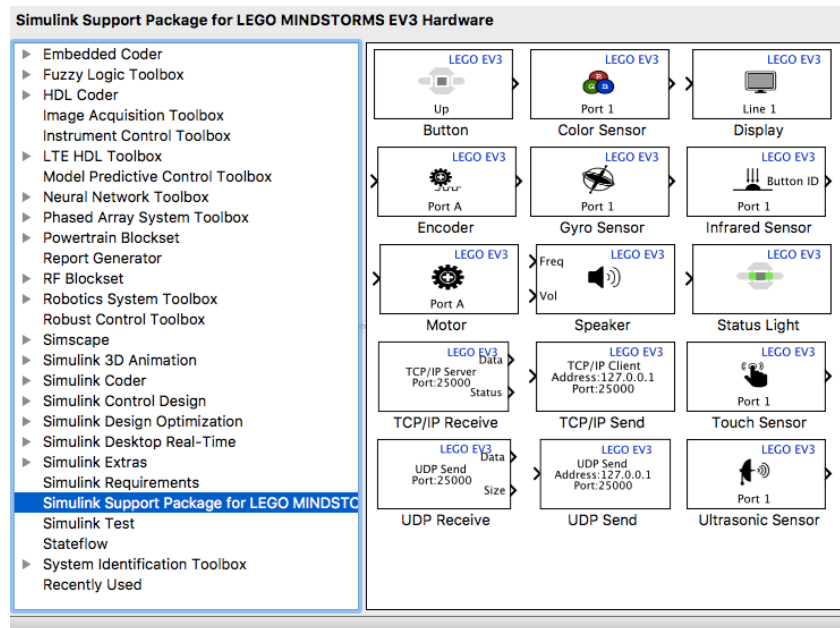 Simulink Support Package for LEGO MINDSTORMS EV3 Hardware
Embedded Coder
Fuzzy Logic Toolbox
HDL Coder
Image Acquisition Toolbox
Instrument Control Toolbox
LTE HDL Toolbox
Model Predictive Control Toolbox
Neural Network Toolbox
Phased Array System Toolbox
Powertrain Blockset
Report Generator
RF Blockset
Robotics System Toolbox
Robust Control Toolbox
Simscape
Simulink 3D Animation
Simulink Coder
Simulink Control Design
Simulink Design Optimization
Simulink Desktop Real-Time
Simulink Extras
Simulink Requirements
Simulink Support Package for LEGO MINDSTO
Simulink Test
Stateflow
System Identification Toolbox
Recently Used
LEGO EV3
Up
Button
LEGO EV3
R
G B
Port 1
Color Sensor
LEGO EV3
Line 1
Display
LEGO EV3
Port A
Encoder
LEGO EV3
Port 1
Gyro Sensor
LEGO EV3
Button ID
Port 1
Infrared Sensor
LEGO EV3
Port A
Motor
LEGO EV3
Freq
Vol
Speaker
LEGO EV3
Status Light
LEGO EV3
Data
TCP/IP Server
Port:25000
Status
TCP/IP Receive
LEGO EV3
TCP/IP Client
Address:127.0.0.1
Port:25000
TCP/IP Send
LEGO EV3
Port 1
Touch Sensor
LEGO EV3
Data
UDP Send
Port:25000
Size
UDP Receive
LEGO EV3
UDP Send
Address:127.0.0.1
Port:25000
UDP Send
LEGO EV3
Port 1
Ultrasonic Sensor